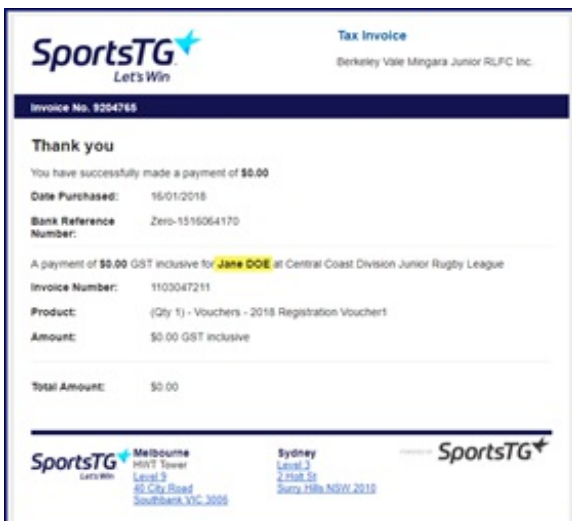 SportsTG
Let's Win
Tax Invoice
Berkeley Vale Mingara Junior RLFC Inc.
Invoice No. 9204765
Thank you
You have successfully made a payment of $0.00
Date Purchased: 16/01/2018
Bank Reference Number: Zero-1516064170
A payment of $0.00 GST inclusive for Jane DOE at Central Coast Division Junior Rugby League
Invoice Number: 1103047211
Product: (Qty 1) - Vouchers - 2018 Registration Voucher1
Amount: $0.00 GST inclusive
Total Amount: $0.00
SportsTG
Let's Win
Melbourne
HWT Tower
Level 9
40 City Road
Southbank VIC 3006
Sydney
Level 3
2 Holt St
Surry Hills NSW 2010
SportsTG